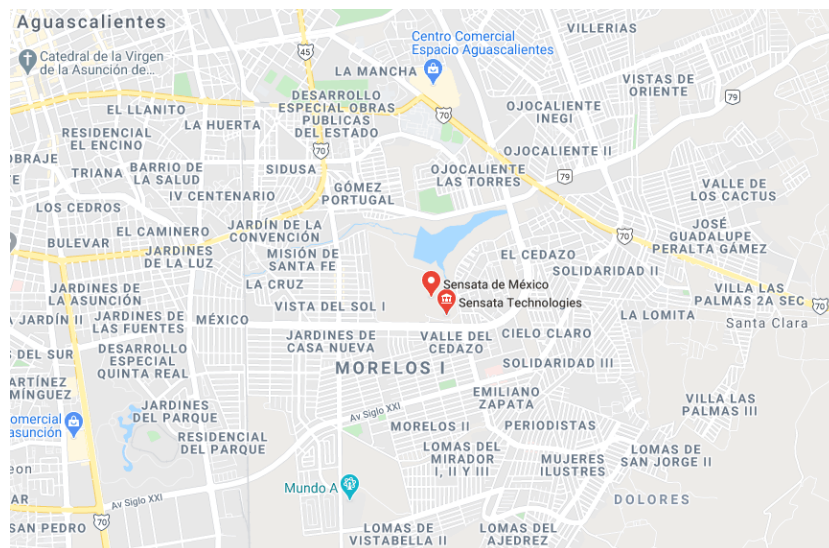 Aguascalientes
Centro Comercial
Espacio Aguascalientes
VILLERIAS
45
Catedral de la Virgen
de la Asunción de...
LA MANCHA
VISTAS DE
ORIENTE
79
DESARROLLO
ESPECIAL OBRAS
PUBLICAS
DEL ESTADO
EL LLANITO
LA HUERTA
70
OJOCALIENTE
INEGI
RESIDENCIAL
EL ENCINO
70
OJOCALIENTE II
OBRAJE
TRIANA
BARRIO DE
LA SALUD
SIDUSA
OJOCALIENTE
LAS TORRES
79
IV CENTENARIO
GÓMEZ
PORTUGAL
VALLE DE
LOS CACTUS
LOS CEDROS
EL CAMINERO
JARDÍN DE LA
CONVENCIÓN
JOSÉ
GUADALUPE
PERALTA GÁMEZ
70
BULEVAR
JARDINES
DE LA LUZ
MISIÓN DE
SANTA FE
EL CEDAZO
SOLIDARIDAD II
LA CRUZ
Sensata de México
Sensata Technologies
JARDINES DE
LA ASUNCIÓN
VILLA LAS
PALMAS 2A SEC
70
VISTA DEL SOL I
LA LOMITA
Santa Clara
JARDÍN II
JARDINES DE
LAS FUENTES
MÉXICO
JARDINES DE
CASA NUEVA
VALLE DEL
CEDAZO
CIELO CLARO
S DEL SUR
DESARROLLO
ESPECIAL
QUINTA REAL
MORELOS I
SOLIDARIDAD III
ARTÍNEZ
MÍNGUEZ
EMILIANO
ZAPATA
VILLA LAS
PALMAS III
JARDINES
DEL PARQUE
Av Siglo XXI
omercial
asunción
MORELOS II
PERIODISTAS
RESIDENCIAL
DEL PARQUE
LOMAS DEL
MIRADOR
I, II Y III
MUJERES
ILUSTRES
LOMAS DE
SAN JORGE II
eon
Mundo A
AR
Av Siglo XXI
DOLORES
SAN PEDRO
70
LOMAS DE
VISTABELLA II
LOMAS DEL
AJEDREZ